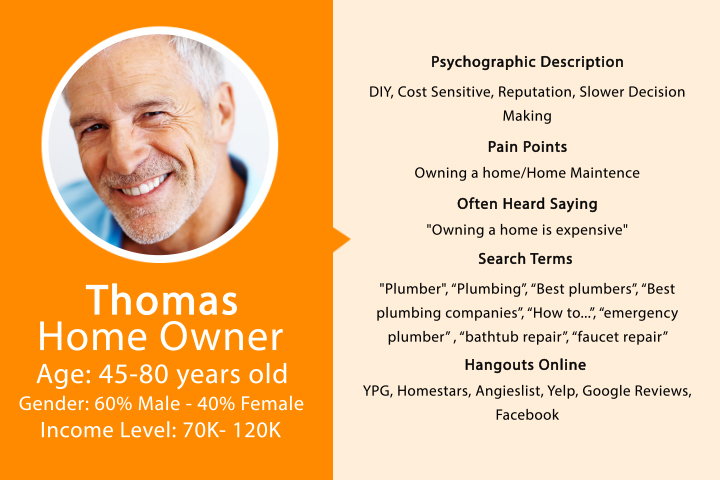 Thomas
Home Owner
Age: 45-80 years old
Gender: 60% Male - 40% Female
Income Level: 70K- 120K
Psychographic Description
DIY, Cost Sensitive, Reputation, Slower Decision
Making
Pain Points
Owning a home/Home Maintence
Often Heard Saying
"Owning a home is expensive"
Search Terms
"Plumber", “Plumbing”, “Best plumbers”, “Best
plumbing companies”, “How to...”, “emergency
plumber” , “bathtub repair”, “faucet repair”
Hangouts Online
YPG, Homestars, Angieslist, Yelp, Google Reviews,
Facebook